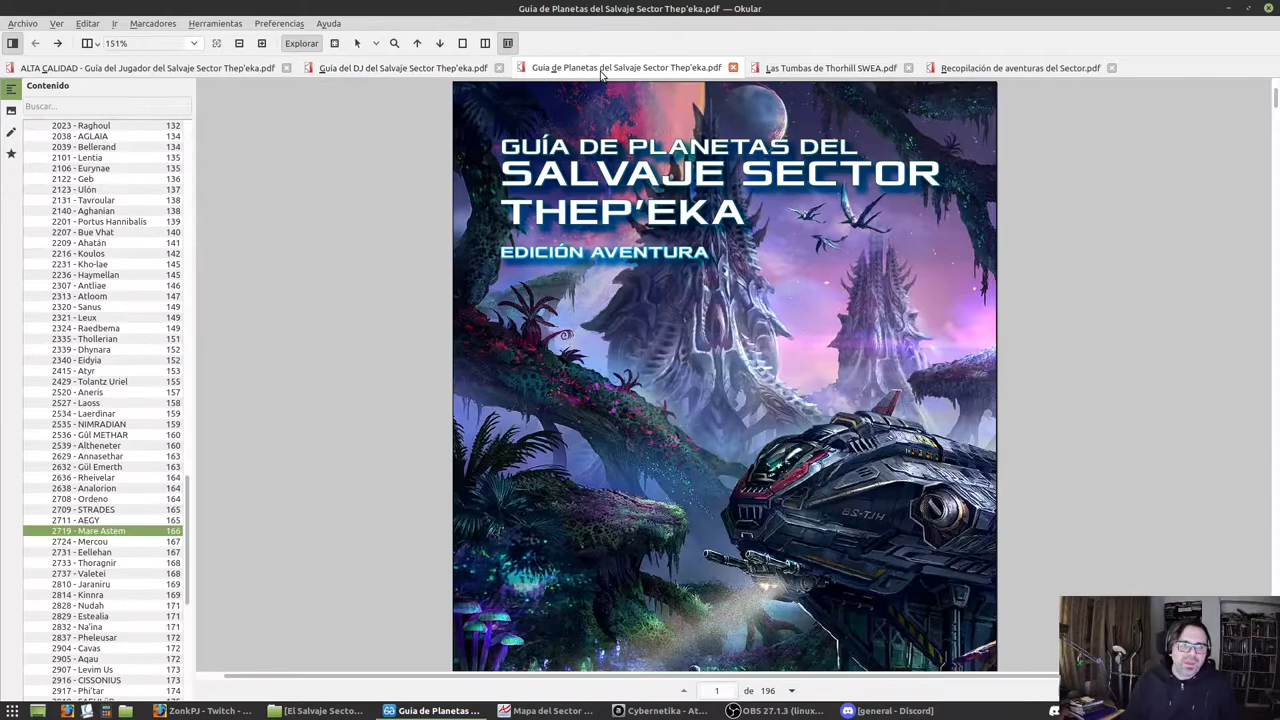 Guía de Planetas del Salvaje Sector Thep'eka.pdf — Okular
Archivo Ver Editar Ir Marcadores Herramientas Preferencias Ayuda
151% Explorar
ALTA CALIDAD - Guía del Jugador del Salvaje Sector Thep'eka.pdf
Guía del DJ del Salvaje Sector Thep'eka.pdf
Guía de Planetas del Salvaje Sector Thep'eka.pdf
Las Tumbas de Thorhill SWEA.pdf
Recopilación de aventuras del Sector.pdf
Contenido
Buscar...
2023 - Raghoul 132
2038 - AGLAIA 134
2039 - Bellerand 134
2101 - Lentia 135
2106 - Eurynae 135
2122 - Geb 136
2123 - Ulón 137
2131 - Tavroular 138
2140 - Aghanian 138
2201 - Portus Hannibalis 139
2207 - Bue Vhat 140
2209 - Ahatán 141
2216 - Koulos 142
2231 - Kho-lae 145
2236 - Haymellan 145
2307 - Antliae 146
2313 - Atloom 147
2320 - Sanus 149
2321 - Leux 149
2324 - Raedbema 149
2335 - Thollerian 151
2339 - Dhynara 152
2340 - Eidyia 152
2415 - Atyr 153
2429 - Tolantz Uriel 155
2520 - Aneris 157
2527 - Laoss 158
2534 - Laerdinar 159
2535 - NIMRADIAN 159
2536 - Gûl METHAR 160
2539 - Altheneter 160
2629 - Annasethar 163
2632 - Gûl Emerth 163
2636 - Rheivelar 164
2638 - Analorion 164
2708 - Ordeno 164
2709 - STRADES 165
2711 - AEGY 165
2719 - Mare Astem 166
2724 - Mercou 167
2731 - Eellehan 167
2733 - Thoragnir 168
2737 - Valetei 168
2810 - Jaraniru 169
2814 - Kinnra 169
2828 - Nudah 171
2829 - Estealia 171
2832 - Na'ina 171
2837 - Pheleusar 172
2904 - Cavas 172
2905 - Aqau 172
2907 - Levim Us 173
2916 - CISSONIUS 173
2917 - Phi'tar 174
GUÍA DE PLANETAS DEL
SALVAJE SECTOR
THEP'EKA
EDICIÓN AVENTURA
HJT-28
1 de 196
ZonkPJ - Twitch - ...
[El Salvaje Secto...
Guía de Planetas ...
Mapa del Sector ...
Cybernetika - At...
OBS 27.1.3 (linux...
[general - Discord]